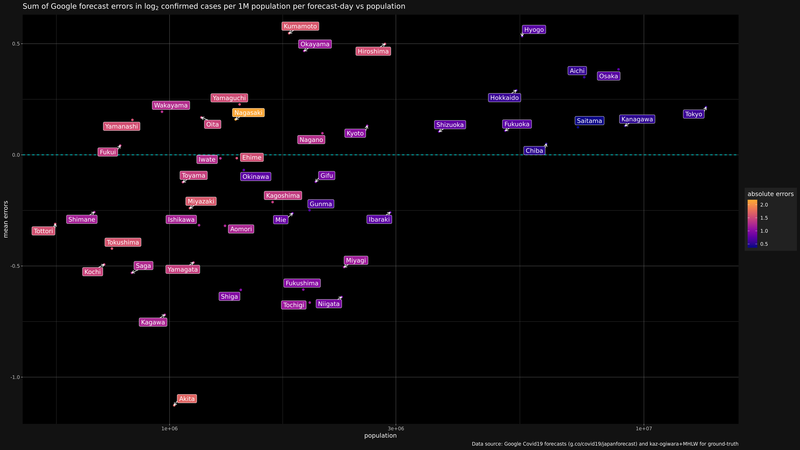 Sum of Google forecast errors in log₂ confirmed cases per 1M population per forecast-day vs population
Kumamoto
Hyogo
0.5
Okayama
Hiroshima
Aichi
Osaka
Yamaguchi
Hokkaido
Wakayama
Nagasaki
Tokyo
Yamanashi
Oita
Shizuoka
Fukuoka
Saitama
Kanagawa
Kyoto
Nagano
0.0
Fukui
Iwate
Ehime
Chiba
Toyama
Okinawa
Gifu
Miyazaki
Kagoshima
Gunma
Shimane
Ishikawa
Mie
Ibaraki
Tottori
Aomori
Tokushima
-0.5
Kochi
Saga
Yamagata
Miyagi
Fukushima
Shiga
Tochigi
Niigata
Kagawa
-1.0
Akita
mean errors
1e+06
3e+06
1e+07
population
absolute errors
2.0
1.5
1.0
0.5
Data source: Google Covid19 forecasts (g.co/covid19/japanforecast) and kaz-ogiwara+MHLW for ground-truth